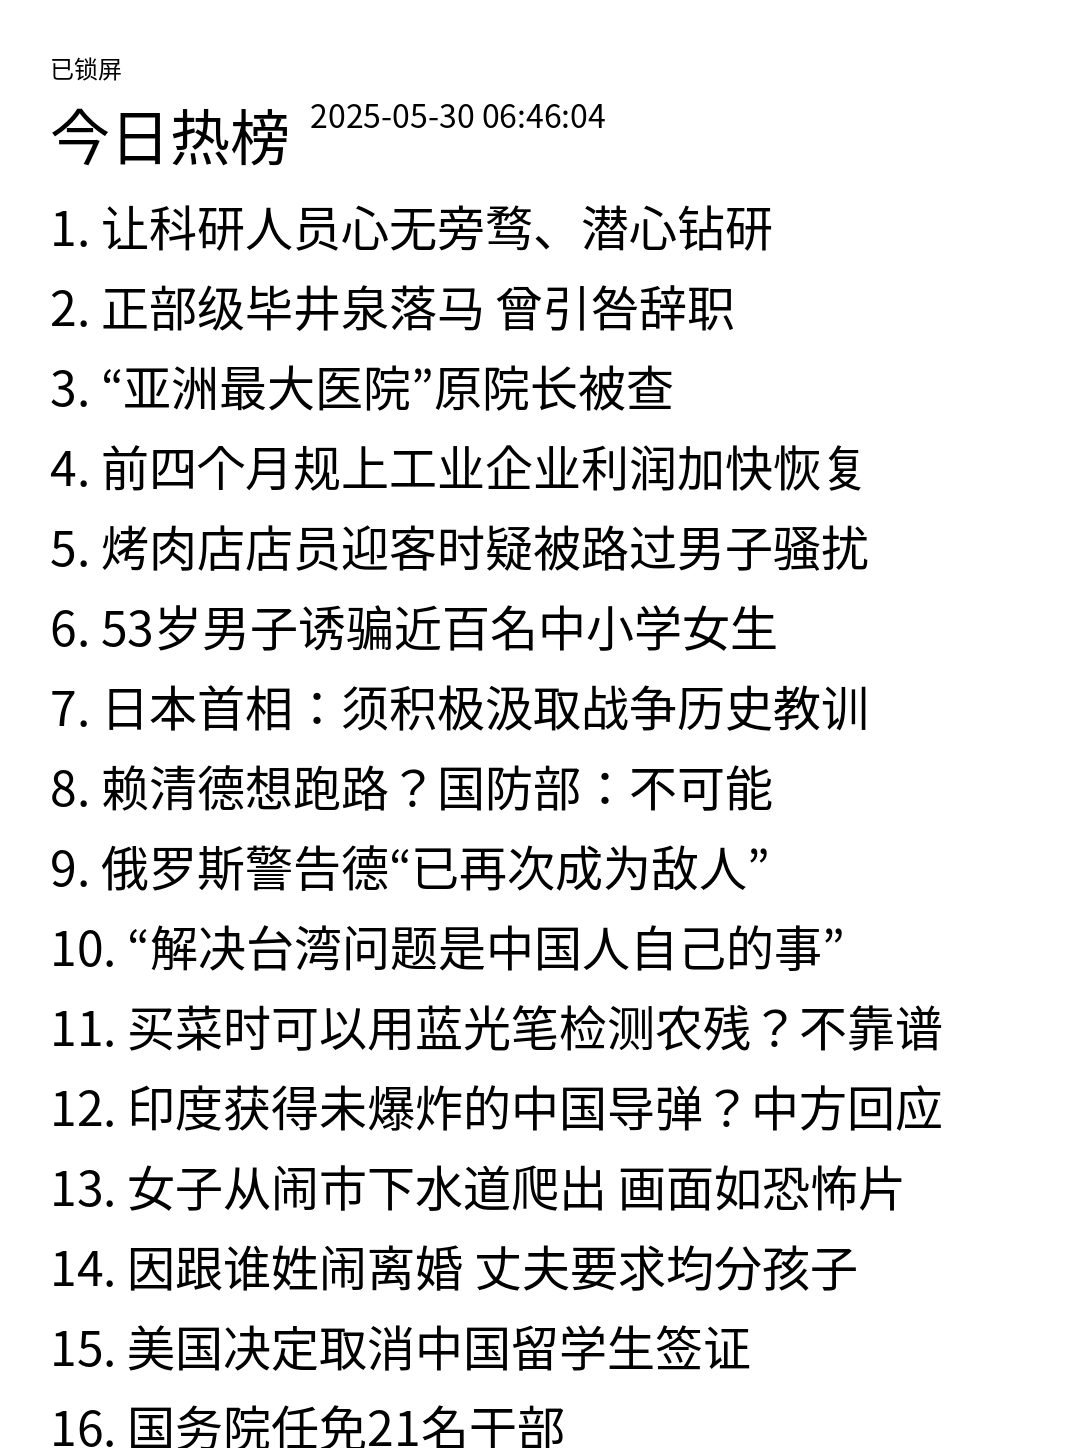 已锁屏
今日热榜 2025-05-30 06:46:04
1. 让科研人员心无旁骛、潜心钻研
2. 正部级毕井泉落马 曾引咎辞职
3. “亚洲最大医院”原院长被查
4. 前四个月规上工业企业利润加快恢复
5. 烤肉店店员迎客时疑被路过男子骚扰
6. 53岁男子诱骗近百名中小学女生
7. 日本首相：须积极汲取战争历史教训
8. 赖清德想跑路？国防部：不可能
9. 俄罗斯警告德“已再次成为敌人”
10. “解决台湾问题是中国人自己的事”
11. 买菜时可以用蓝光笔检测农残？不靠谱
12. 印度获得未爆炸的中国导弹？中方回应
13. 女子从闹市下水道爬出 画面如恐怖片
14. 因跟谁姓闹离婚 丈夫要求均分孩子
15. 美国决定取消中国留学生签证
16. 国务院任免21名干部